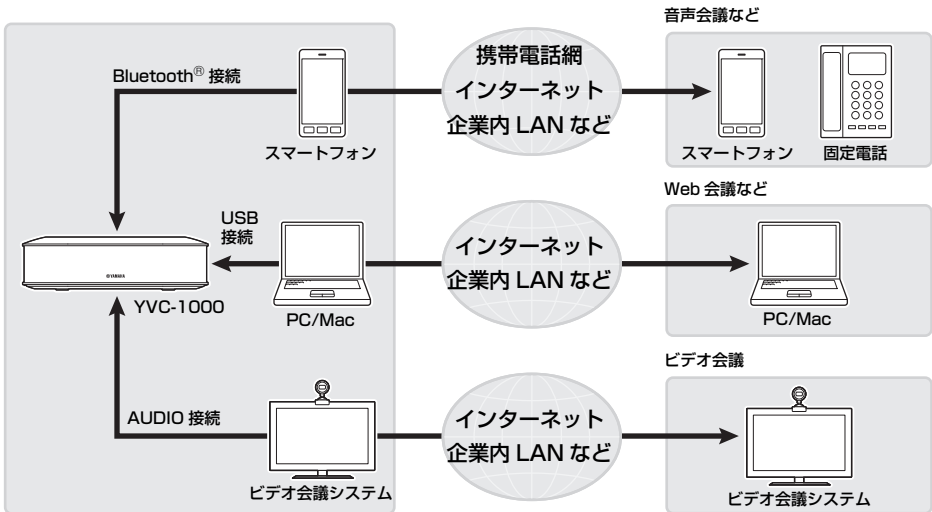 音声会議など
携帯電話網
インターネット
企業内 LAN など
Bluetooth® 接続
スマートフォン
スマートフォン
固定電話
Web 会議など
USB
接続
インターネット
企業内 LAN など
YAMAHA
YVC-1000
PC/Mac
PC/Mac
ビデオ会議
AUDIO 接続
インターネット
企業内 LAN など
ビデオ会議システム
ビデオ会議システム